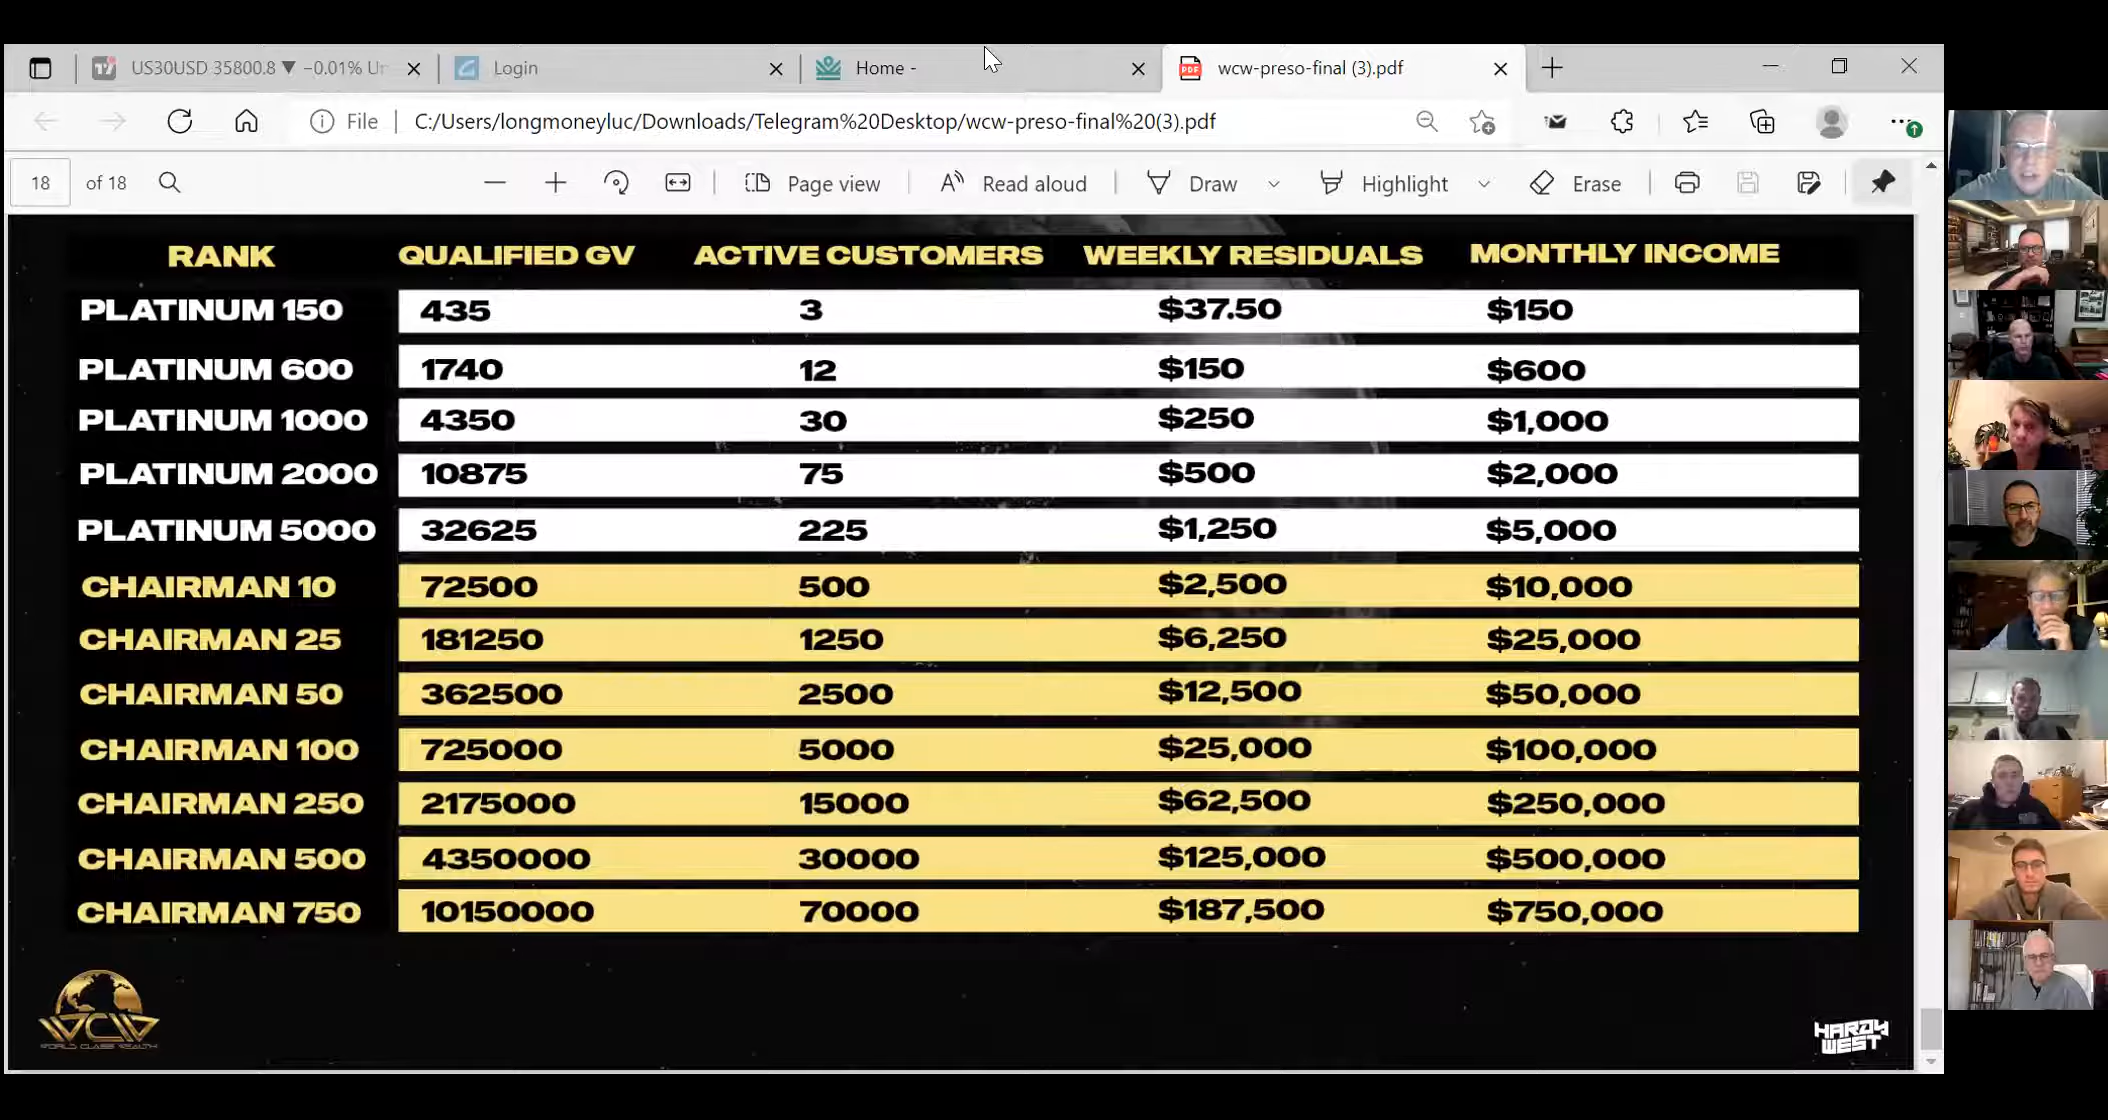 US30USD 35800.8 ▼ −0.01% Ur
Login
Home -
wcw-preso-final (3).pdf
File
C:/Users/longmoneyluc/Downloads/Telegram%20Desktop/wcw-preso-final%20(3).pdf
18 of 18
Page view
Read aloud
Draw
Highlight
Erase
RANK QUALIFIED GV ACTIVE CUSTOMERS WEEKLY RESIDUALS MONTHLY INCOME
PLATINUM 150 435 3 $37.50 $150
PLATINUM 600 1740 12 $150 $600
PLATINUM 1000 4350 30 $250 $1,000
PLATINUM 2000 10875 75 $500 $2,000
PLATINUM 5000 32625 225 $1,250 $5,000
CHAIRMAN 10 72500 500 $2,500 $10,000
CHAIRMAN 25 181250 1250 $6,250 $25,000
CHAIRMAN 50 362500 2500 $12,500 $50,000
CHAIRMAN 100 725000 5000 $25,000 $100,000
CHAIRMAN 250 2175000 15000 $62,500 $250,000
CHAIRMAN 500 4350000 30000 $125,000 $500,000
CHAIRMAN 750 10150000 70000 $187,500 $750,000
WCW
WORLD CLASS WEALTH
HARDY
WEST